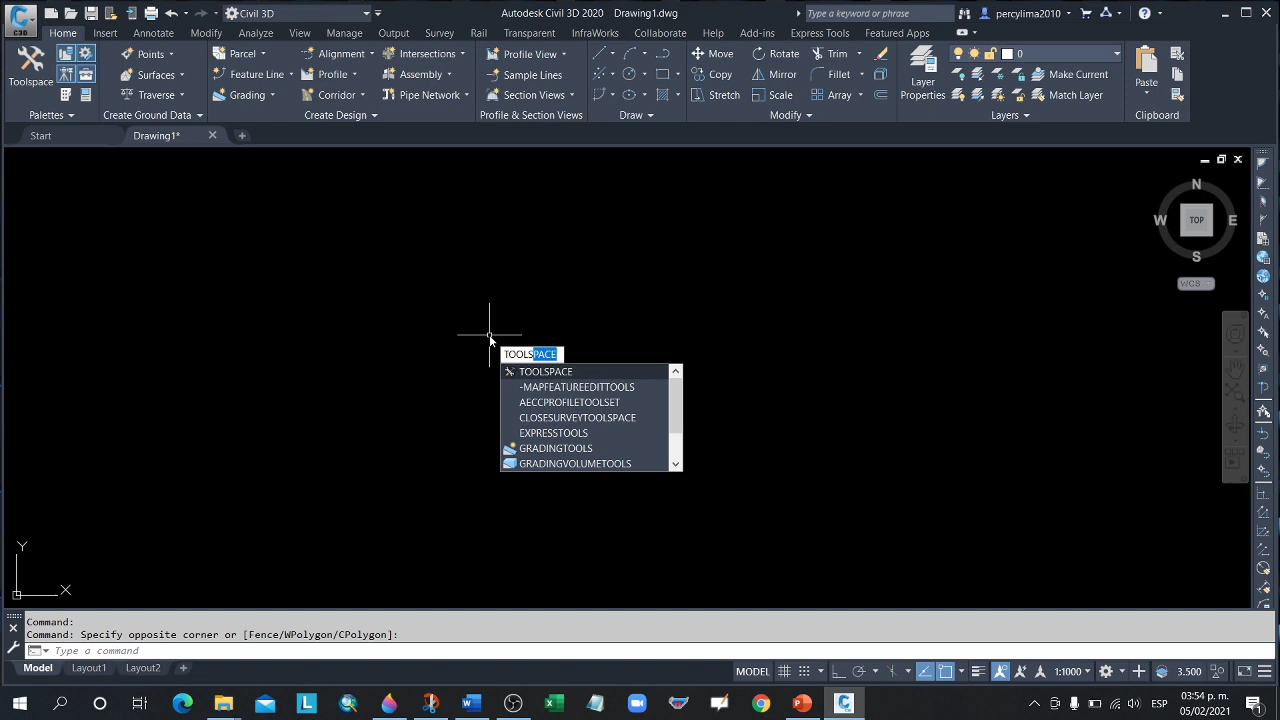 C3D
Civil 3D
Autodesk Civil 3D 2020 Drawing1.dwg
Type a keyword or phrase
percylima2010
Home Insert Annotate Modify Analyze View Manage Output Survey Rail Transparent InfraWorks Collaborate Help Add-ins Express Tools Featured Apps
Toolspace
Palettes
Points
Surfaces
Traverse
Create Ground Data
Parcel
Feature Line
Grading
Alignment
Profile
Corridor
Intersections
Assembly
Pipe Network
Create Design
Profile View
Sample Lines
Section Views
Profile & Section Views
Draw
Move
Copy
Stretch
Rotate
Mirror
Scale
Trim
Fillet
Array
Modify
Layer
Properties
0
Make Current
Match Layer
Layers
Paste
Clipboard
Start
Drawing1*
N
W TOP E
S
WCS
TOOLSPACE
TOOLSPACE
-MAPFEATUREEDITTOOLS
AECCPROFILETOOLSET
CLOSESURVEYTOOLSPACE
EXPRESSTOOLS
GRADINGTOOLS
GRADINGVOLUMETOOLS
Y
X
Command:
Command: Specify opposite corner or [Fence/WPolygon/CPolygon]:
Type a command
Model Layout1 Layout2
MODEL
1:1000
3.500
ESP
03:54 p. m.
05/02/2021